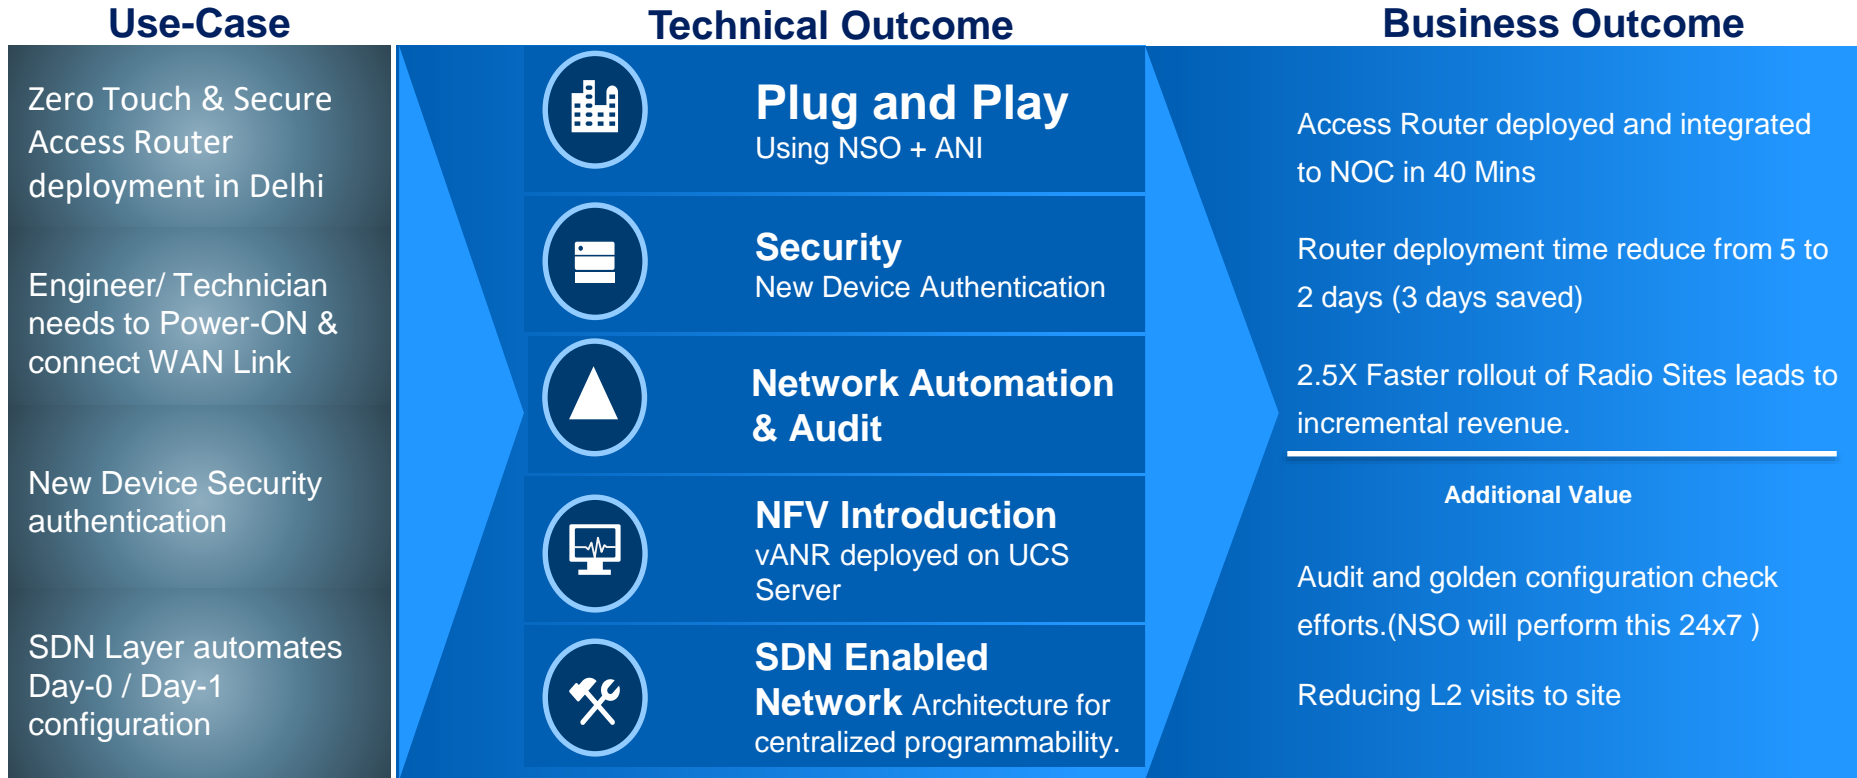 Use-Case
Technical Outcome
Business Outcome
Zero Touch & Secure
Access Router
deployment in Delhi
Engineer/ Technician
needs to Power-ON &
connect WAN Link
New Device Security
authentication
SDN Layer automates
Day-0 / Day-1
configuration
Plug and Play
Using NSO + ANI
Security
New Device Authentication
Network Automation
& Audit
NFV Introduction
vANR deployed on UCS
Server
SDN Enabled
Network Architecture for
centralized programmability.
Access Router deployed and integrated
to NOC in 40 Mins
Router deployment time reduce from 5 to
2 days (3 days saved)
2.5X Faster rollout of Radio Sites leads to
incremental revenue.
Additional Value
Audit and golden configuration check
efforts.(NSO will perform this 24x7 )
Reducing L2 visits to site